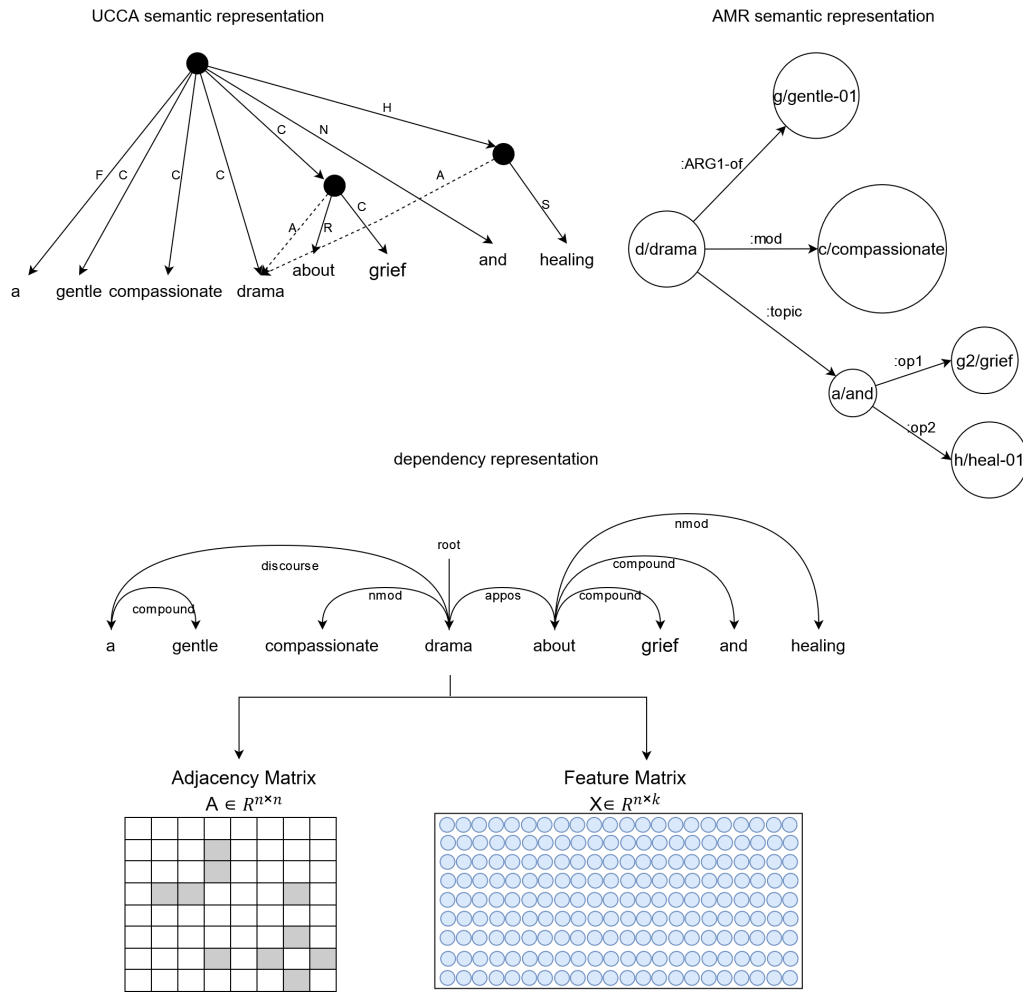 UCCA semantic representation
AMR semantic representation
H
C
N
F
C
C
C
A
A
R
C
S
a
gentle
compassionate
drama
about
grief
and
healing
g/gentle-01
:ARG1-of
d/drama
:mod
c/compassionate
:topic
a/and
:op1
g2/grief
:op2
h/heal-01
dependency representation
nmod
root
discourse
compound
compound
nmod
appos
compound
a
gentle
compassionate
drama
about
grief
and
healing
Adjacency Matrix
A ∈ R^{n×n}
Feature Matrix
X∈ R^{n×k}